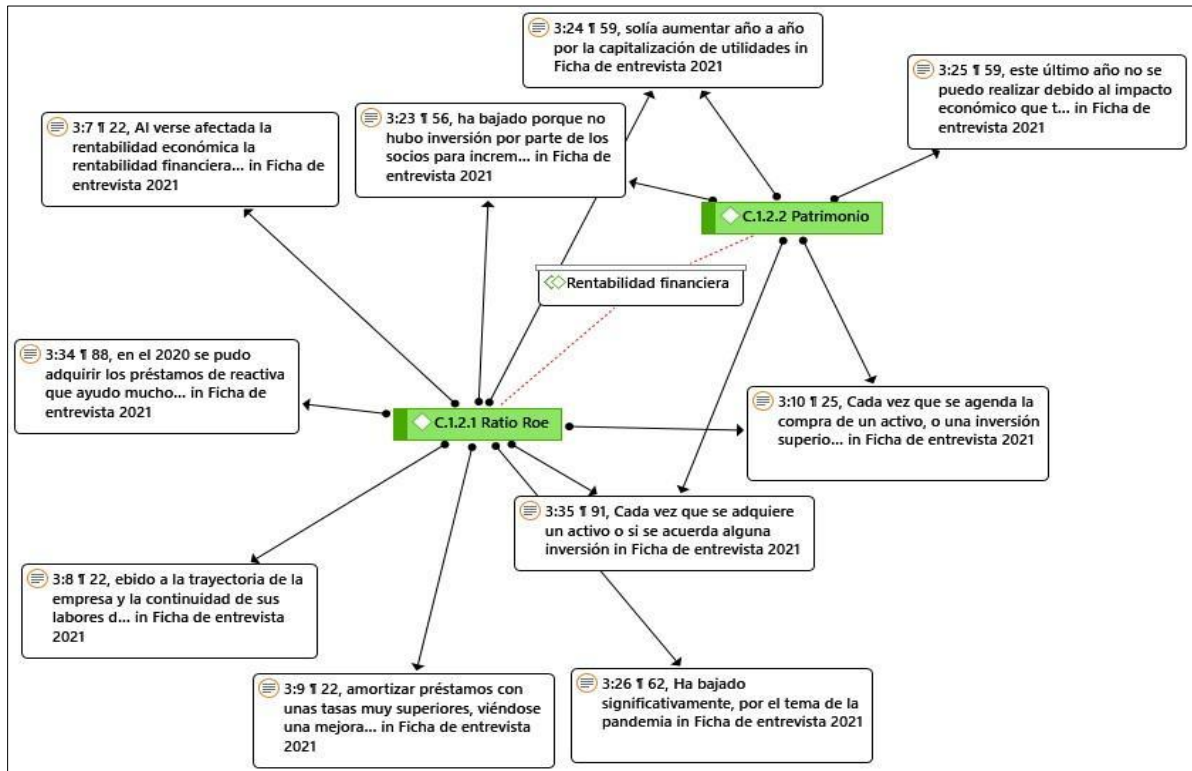 3:24 ¶ 59, solía aumentar año a año
por la capitalización de utilidades in
Ficha de entrevista 2021
3:25 ¶ 59, este último año no se
puedo realizar debido al impacto
económico que t... in Ficha de
entrevista 2021
3:23 ¶ 56, ha bajado porque no
hubo inversión por parte de los
socios para increm... in Ficha de
entrevista 2021
3:7 ¶ 22, Al verse afectada la
rentabilidad económica la
rentabilidad financiera... in Ficha de
entrevista 2021
C.1.2.2 Patrimonio
Rentabilidad financiera
3:34 ¶ 88, en el 2020 se pudo
adquirir los préstamos de reactiva
que ayudo mucho... in Ficha de
entrevista 2021
C.1.2.1 Ratio Roe
3:10 ¶ 25, Cada vez que se agenda la
compra de un activo, o una inversión
superio... in Ficha de entrevista 2021
3:35 ¶ 91, Cada vez que se adquiere
un activo o si se acuerda alguna
inversión in Ficha de entrevista 2021
3:8 ¶ 22, ebido a la trayectoria de la
empresa y la continuidad de sus
labores d... in Ficha de entrevista
2021
3:9 ¶ 22, amortizar préstamos con
unas tasas muy superiores, viéndose
una mejora... in Ficha de entrevista
2021
3:26 ¶ 62, Ha bajado
significativamente, por el tema de la
pandemia in Ficha de entrevista 2021